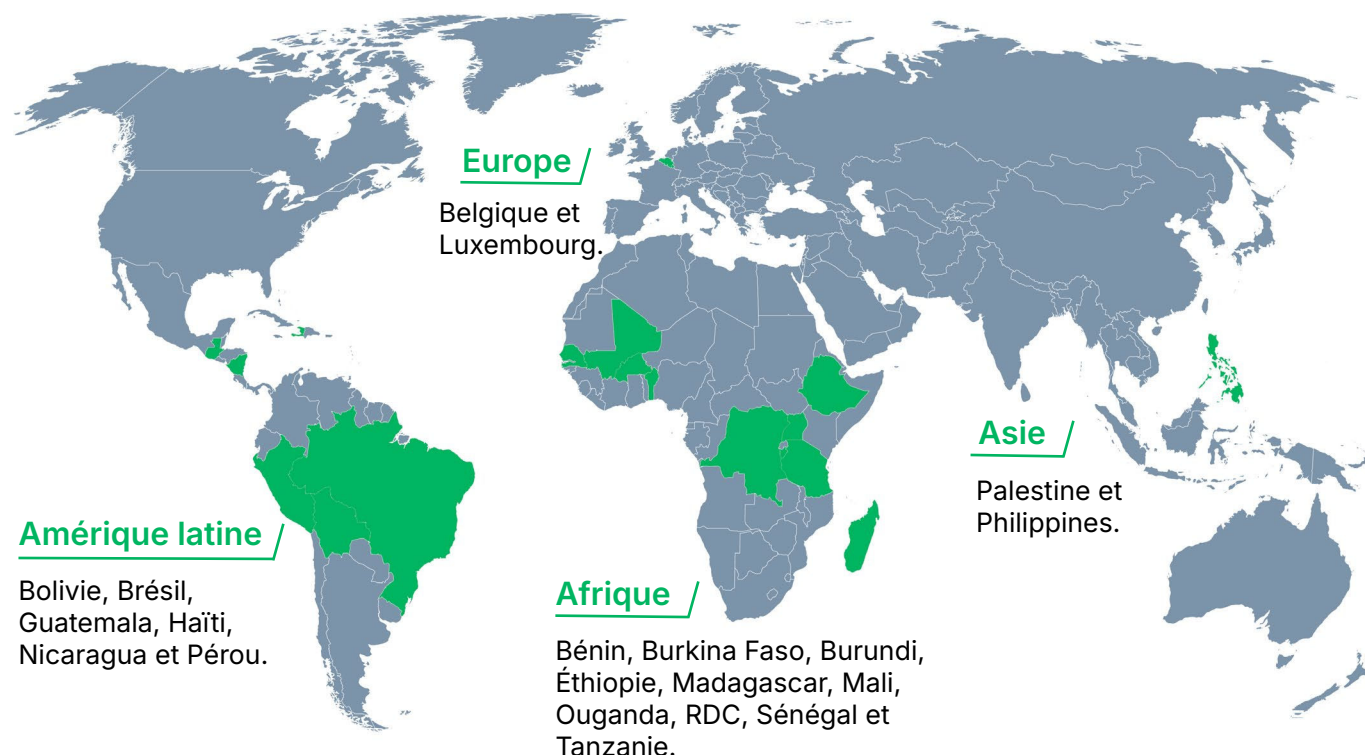 Europe
Belgique et
Luxembourg.
Asie
Palestine et
Philippines.
Amérique latine
Bolivie, Brésil,
Guatemala, Haïti,
Nicaragua et Pérou.
Afrique
Bénin, Burkina Faso, Burundi,
Éthiopie, Madagascar, Mali,
Ouganda, RDC, Sénégal et
Tanzanie.